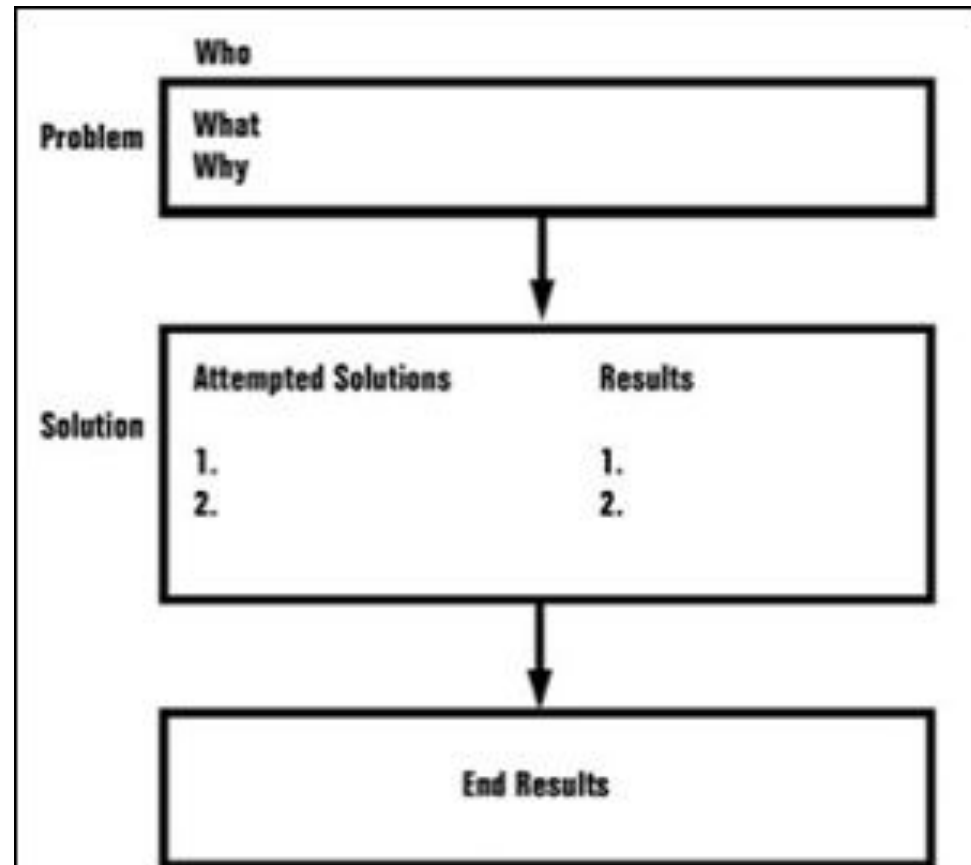 Who
Problem
What
Why
Attempted Solutions Results
Solution
1. 1.
2. 2.
End Results